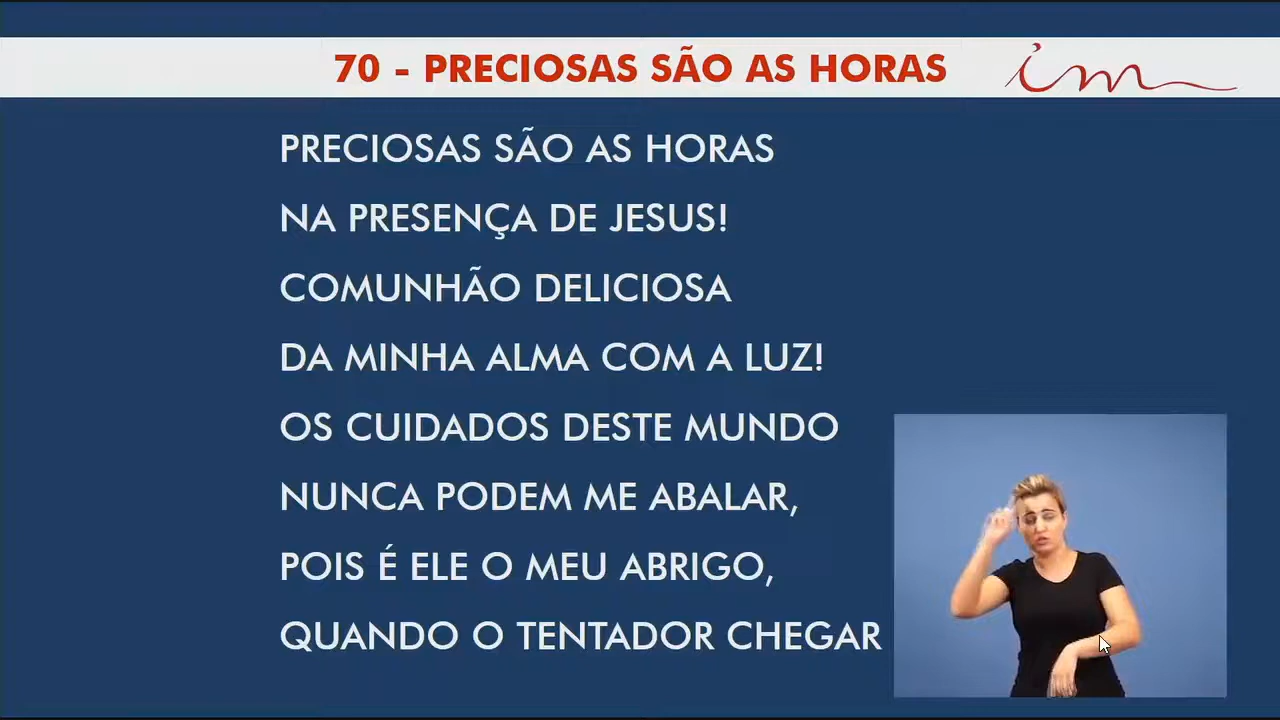 70 - PRECIOSAS SÃO AS HORAS
im
PRECIOSAS SÃO AS HORAS
NA PRESENÇA DE JESUS!
COMUNHÃO DELICIOSA
DA MINHA ALMA COM A LUZ!
OS CUIDADOS DESTE MUNDO
NUNCA PODEM ME ABALAR,
POIS É ELE O MEU ABRIGO,
QUANDO O TENTADOR CHEGAR